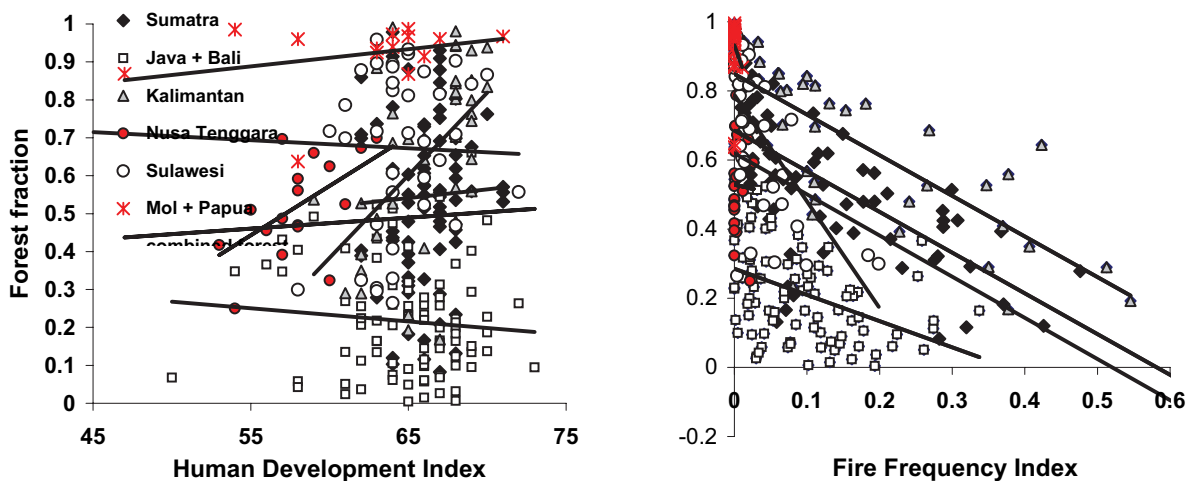 1
0.9
0.8
0.7
0.6
0.5
0.4
0.3
0.2
0.1
0
Forest fraction
45
55
65
75
Human Development Index
Sumatra
Java + Bali
Kalimantan
Nusa Tenggara
Sulawesi
Mol + Papua
combined forest
1
0.8
0.6
0.4
0.2
0
-0.2
0
0.1
0.2
0.3
0.4
0.5
0.6
Fire Frequency Index